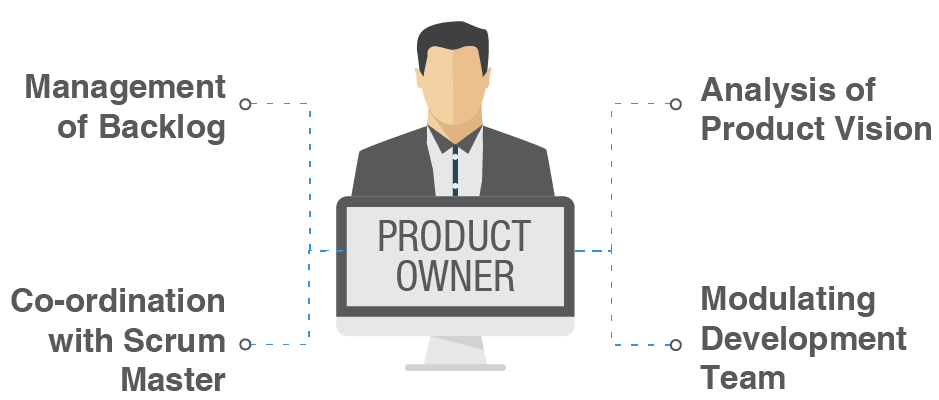 Management
of Backlog
Analysis of
Product Vision
PRODUCT
OWNER
Co-ordination
with Scrum
Master
Modulating
Development
Team